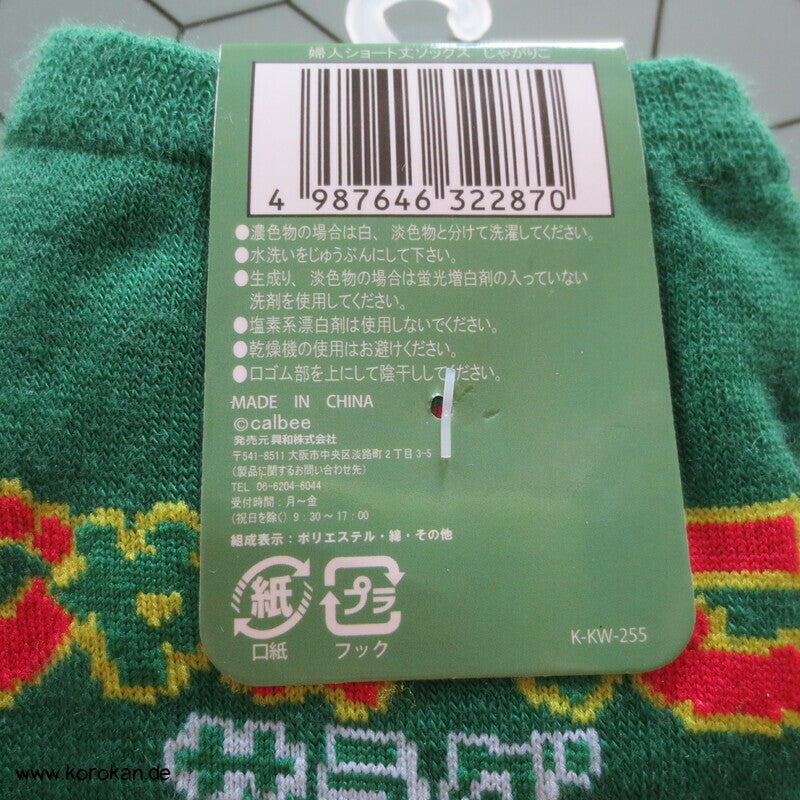 婦人ショート丈ソックス じゃがりこ
4 987646 322870
●濃色物の場合は白、淡色物と分けて洗濯してください。
●水洗いをじゅうぶんにして下さい。
●生成り、淡色物の場合は蛍光増白剤の入っていない
洗剤を使用してください。
●塩素系漂白剤は使用しないでください。
●乾燥機の使用はお避けください。
●口ゴム部を上にして陰干ししてください。
MADE IN CHINA
©calbee
発売元 興和株式会社
〒541-8511 大阪市中央区淡路町2丁目3-5
(製品に関するお問い合わせ先)
TEL 06-6204-6044
受付時間:月～金
(祝日を除く) 9:30～17:00
組成表示:ポリエステル・綿・その他
紙 プラ
口紙 フック
K-KW-255
サラダ
www.korokan.de